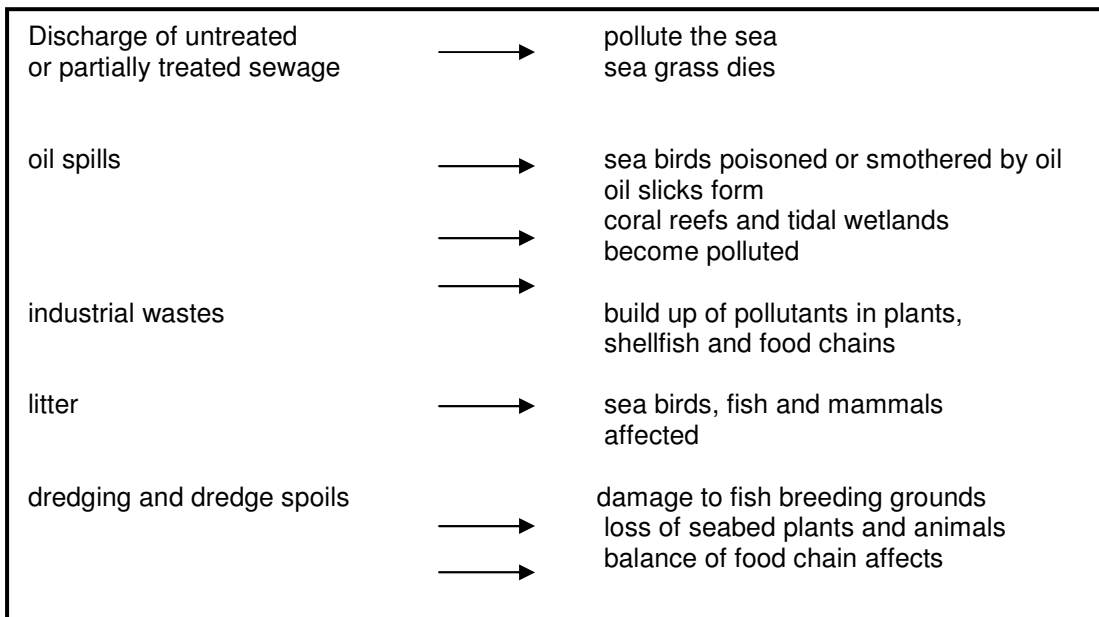 Discharge of untreated
or partially treated sewage
pollute the sea
sea grass dies
oil spills
sea birds poisoned or smothered by oil
oil slicks form
coral reefs and tidal wetlands
become polluted
industrial wastes
build up of pollutants in plants,
shellfish and food chains
litter
sea birds, fish and mammals
affected
dredging and dredge spoils
damage to fish breeding grounds
loss of seabed plants and animals
balance of food chain affects